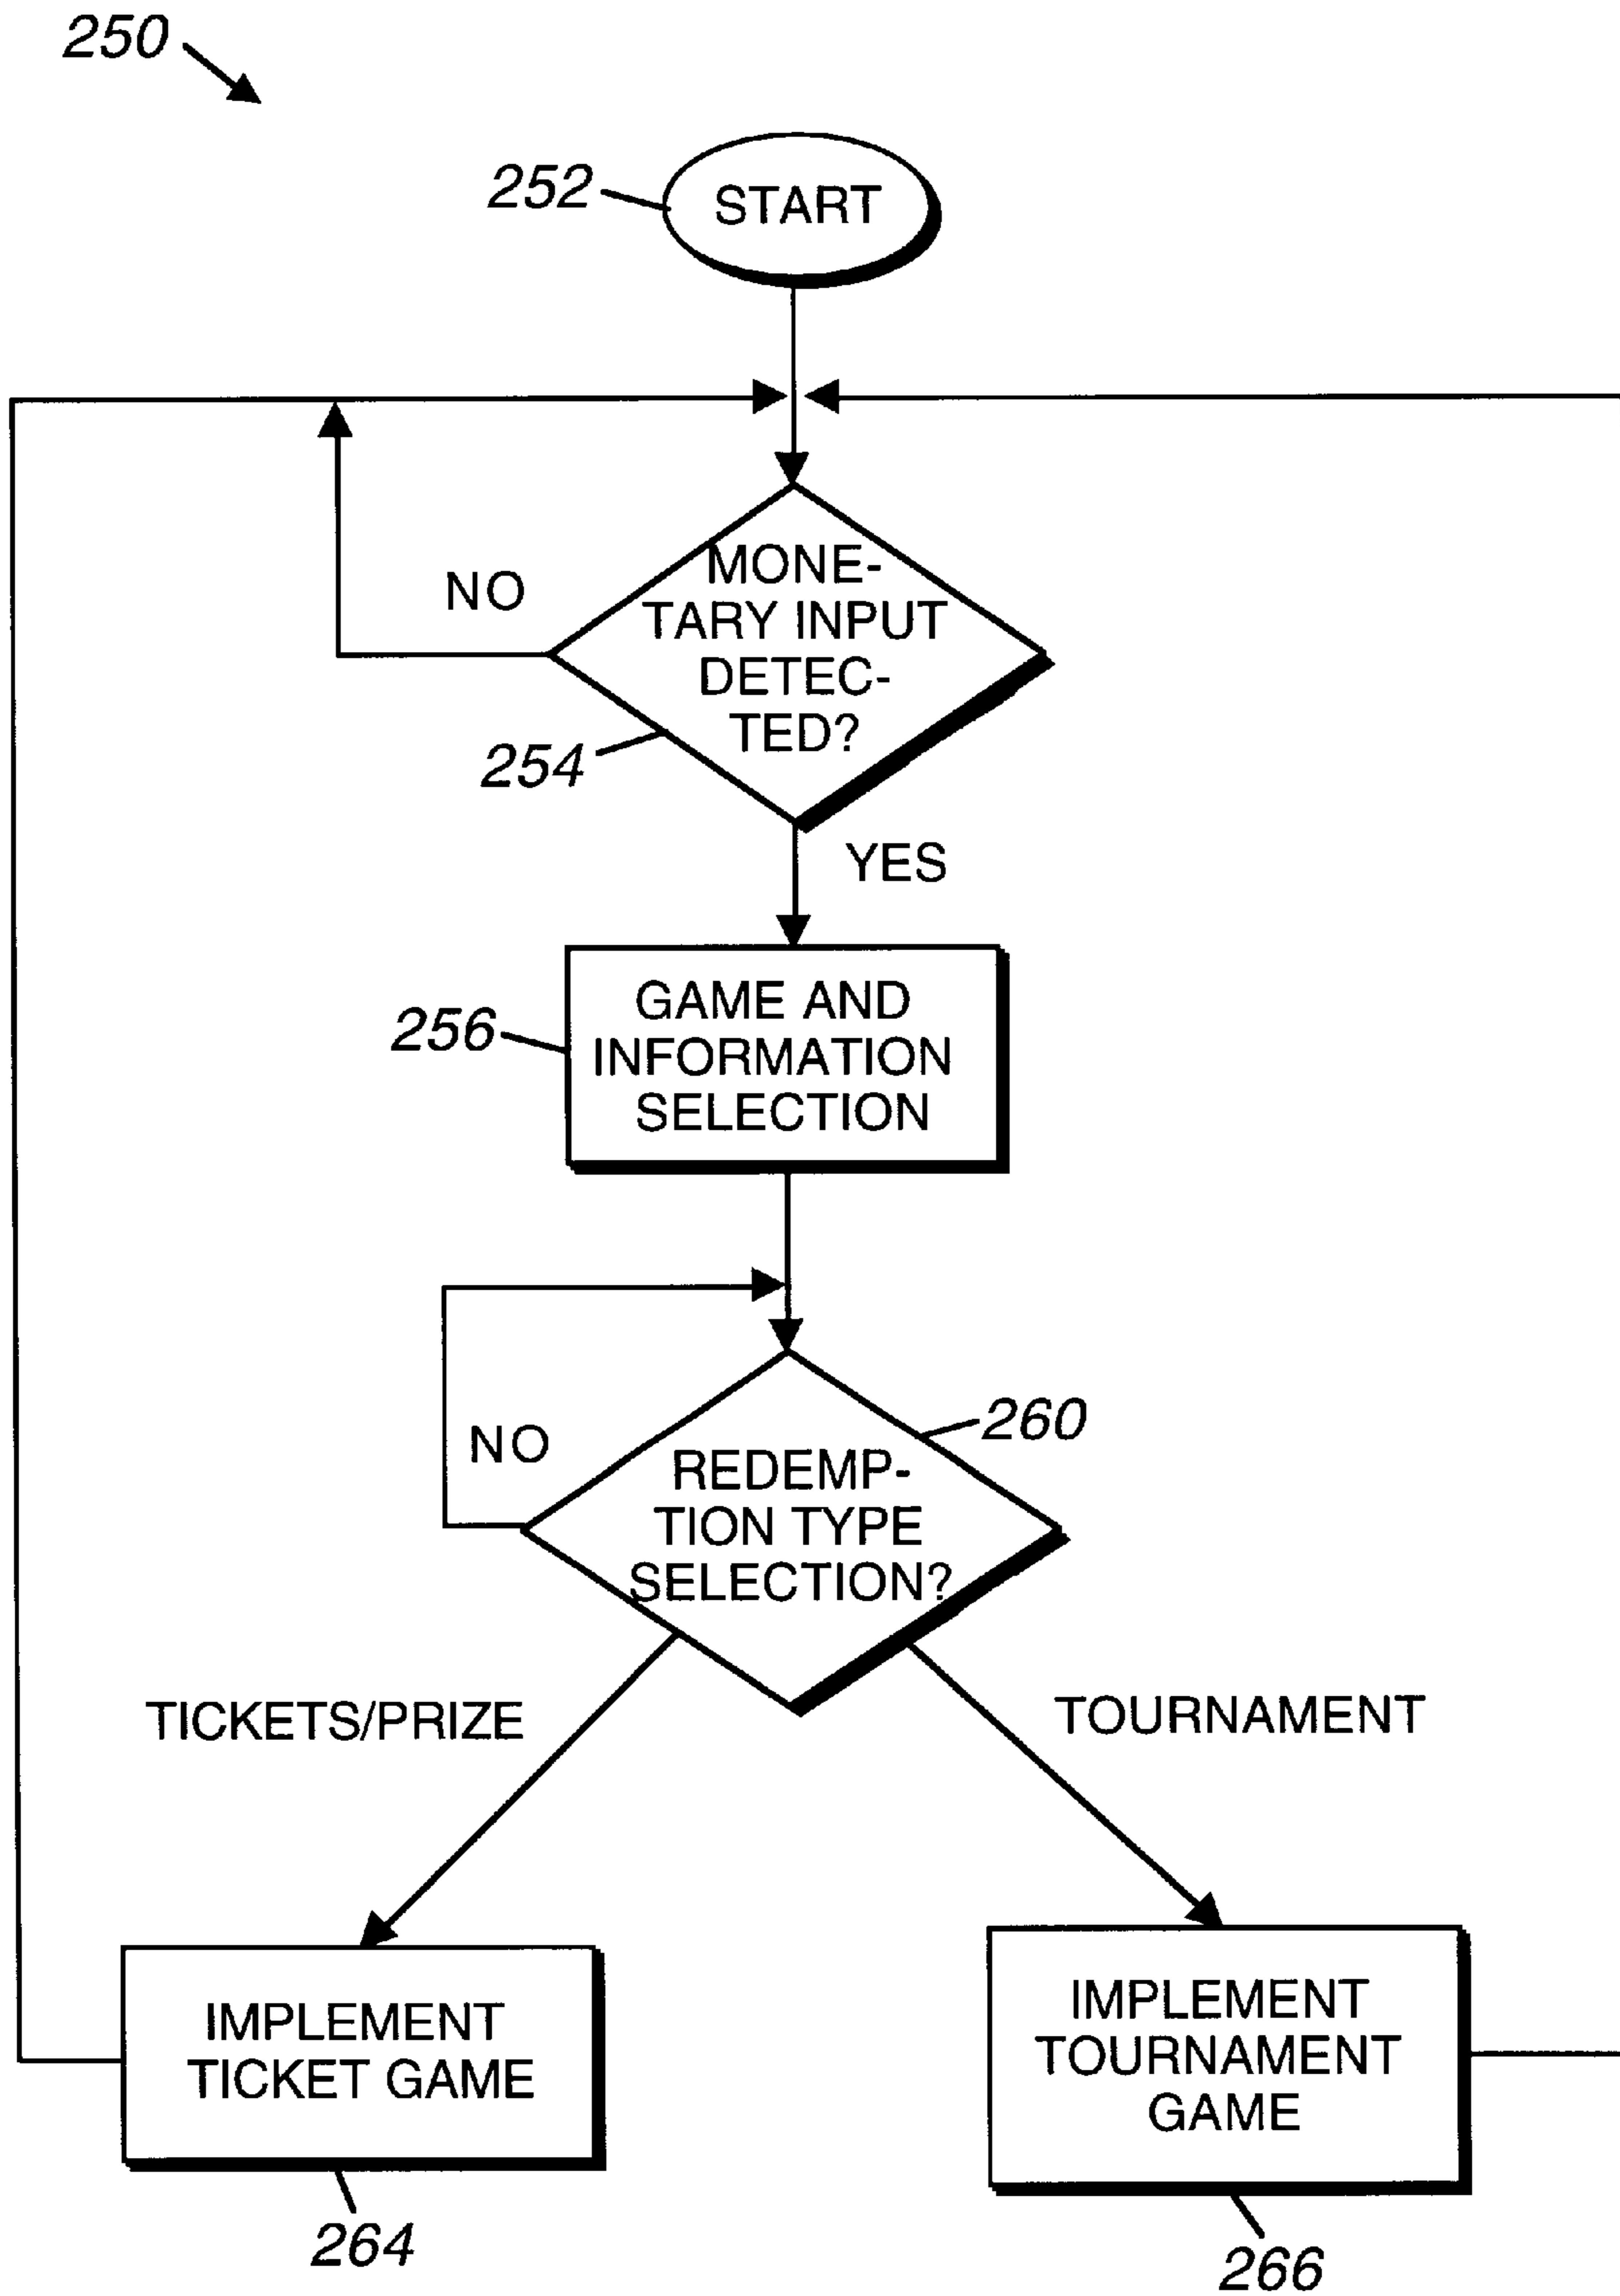 250
252
START
NO
MONE-
TARY INPUT
DETEC-
TED?
254
YES
256
GAME AND
INFORMATION
SELECTION
260
NO
REDEMP-
TION TYPE
SELECTION?
TICKETS/PRIZE
TOURNAMENT
IMPLEMENT
TICKET GAME
IMPLEMENT
TOURNAMENT
GAME
264
266